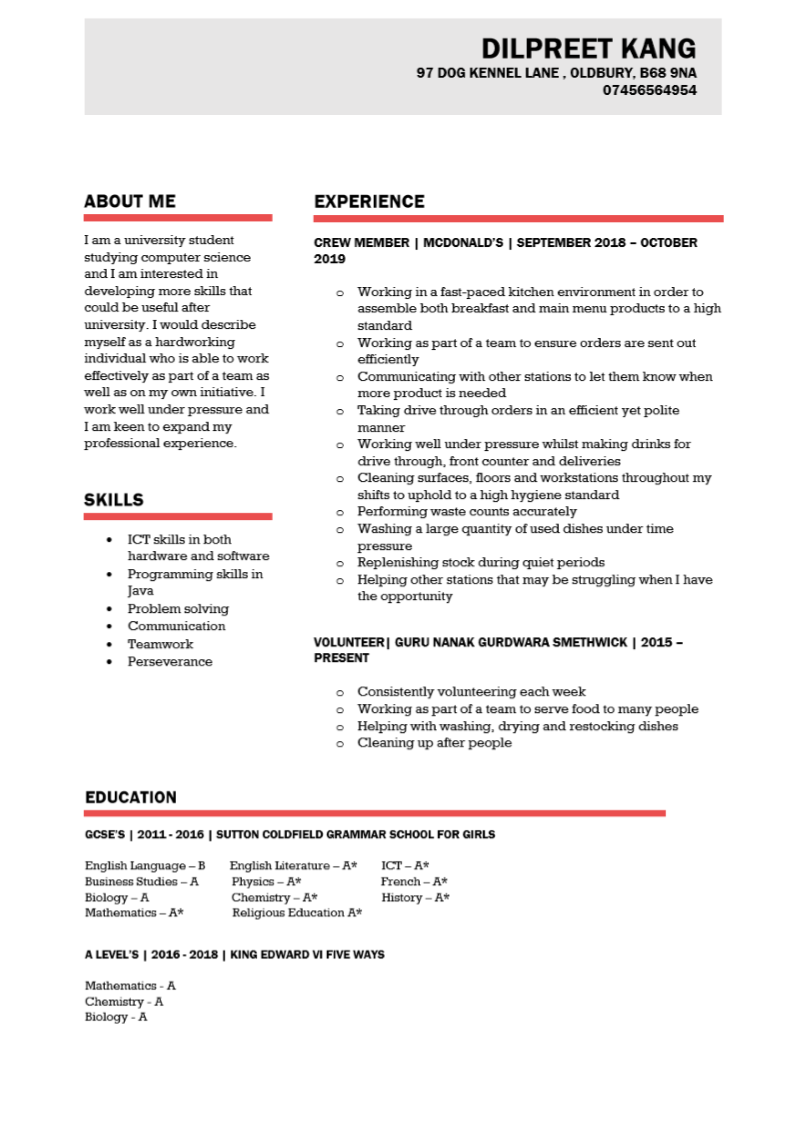 DILPREET KANG
97 DOG KENNEL LANE , OLDBURY, B68 9NA
07456564954
ABOUT ME
I am a university student
studying computer science
and I am interested in
developing more skills that
could be useful after
university. I would describe
myself as a hardworking
individual who is able to work
effectively as part of a team as
well as on my own initiative. I
work well under pressure and
I am keen to expand my
professional experience.
SKILLS
• ICT skills in both
hardware and software
• Programming skills in
Java
• Problem solving
• Communication
• Teamwork
• Perseverance
EXPERIENCE
CREW MEMBER | MCDONALD'S | SEPTEMBER 2018 – OCTOBER
2019
o Working in a fast-paced kitchen environment in order to
assemble both breakfast and main menu products to a high
standard
o Working as part of a team to ensure orders are sent out
efficiently
o Communicating with other stations to let them know when
more product is needed
o Taking drive through orders in an efficient yet polite
manner
o Working well under pressure whilst making drinks for
drive through, front counter and deliveries
o Cleaning surfaces, floors and workstations throughout my
shifts to uphold to a high hygiene standard
o Performing waste counts accurately
o Washing a large quantity of used dishes under time
pressure
o Replenishing stock during quiet periods
o Helping other stations that may be struggling when I have
the opportunity
VOLUNTEER| GURU NANAK GURDWARA SMETHWICK | 2015 –
PRESENT
o Consistently volunteering each week
o Working as part of a team to serve food to many people
o Helping with washing, drying and restocking dishes
o Cleaning up after people
EDUCATION
GCSE'S | 2011 - 2016 | SUTTON COLDFIELD GRAMMAR SCHOOL FOR GIRLS
English Language – B English Literature – A* ICT – A*
Business Studies – A Physics – A* French – A*
Biology – A Chemistry – A* History – A*
Mathematics – A* Religious Education A*
A LEVEL'S | 2016 - 2018 | KING EDWARD VI FIVE WAYS
Mathematics - A
Chemistry - A
Biology - A